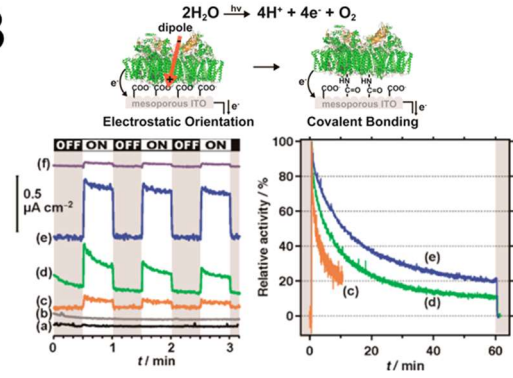 B
2H₂O —hν→ 4H⁺ + 4e⁻ + O₂
dipole
-
+
e⁻
COO⁻ COO⁻ COO⁻ COO⁻
mesoporous ITO
e⁻
Electrostatic Orientation
e⁻
HN HN
COO⁻ C=O C=O COO⁻
mesoporous ITO
e⁻
Covalent Bonding
OFF ON OFF ON OFF ON
(f)
0.5
µA cm⁻²
(e)
(d)
(c)
(b)
(a)
0 1 2 3
t / min
Relative activity / %
100
80
60
40
20
0
(e)
(c)
(d)
0 20 40 60
t / min